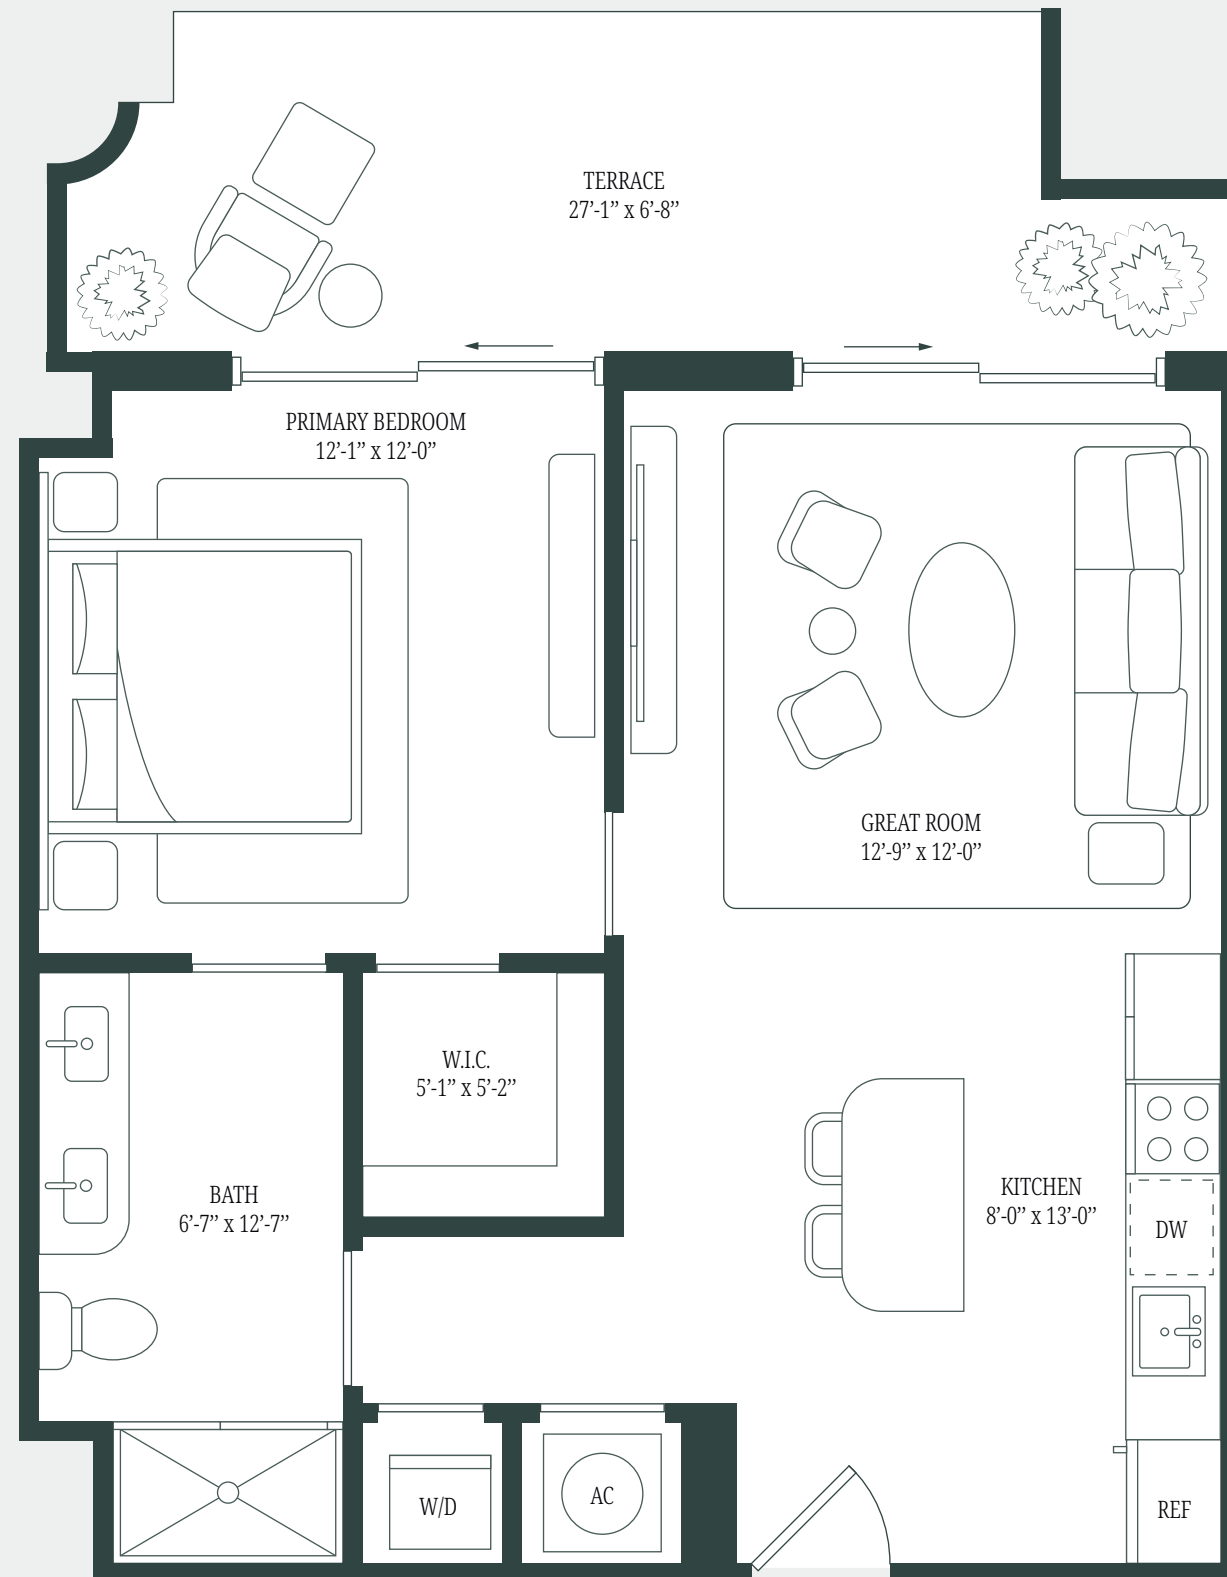 TERRACE
27’-1” x 6’-8”
PRIMARY BEDROOM
12’-1” x 12’-0”
GREAT ROOM
12’-9” x 12’-0”
W.I.C.
5’-1” x 5’-2”
BATH
6’-7” x 12’-7”
KITCHEN
8’-0” x 13’-0”
DW
W/D
AC
REF